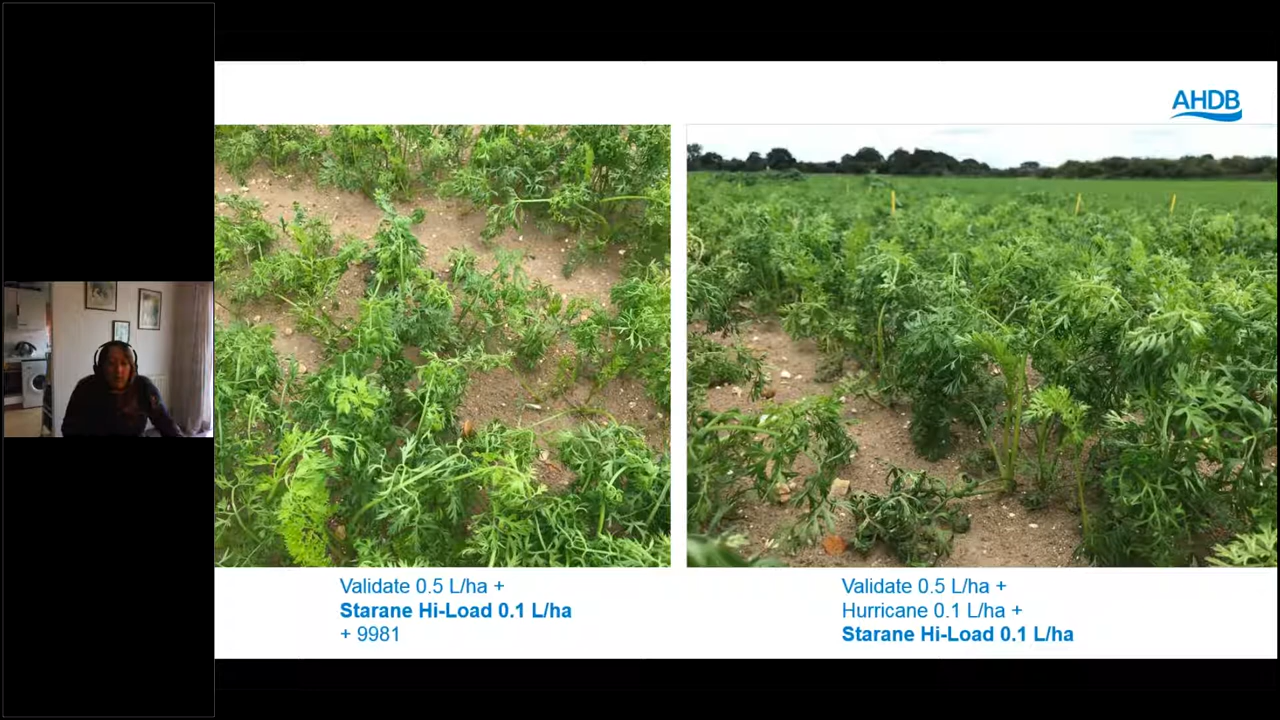 AHDB
Validate 0.5 L/ha +
Starane Hi-Load 0.1 L/ha
+ 9981
Validate 0.5 L/ha +
Hurricane 0.1 L/ha +
Starane Hi-Load 0.1 L/ha